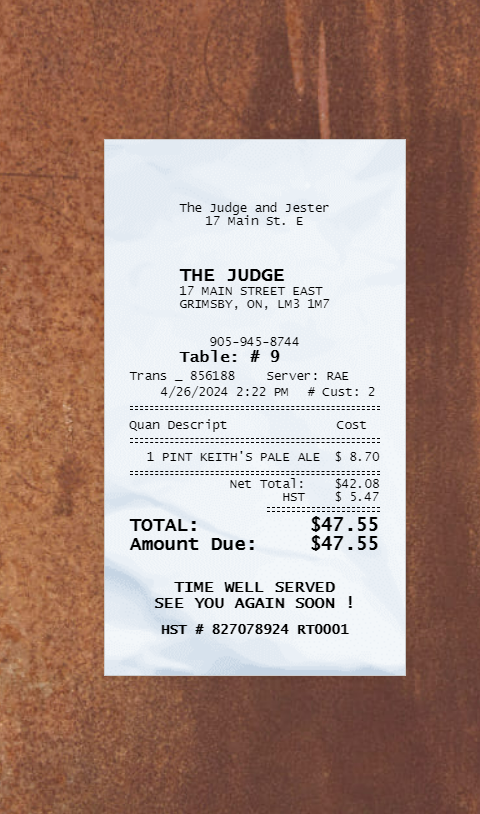 The Judge and Jester
17 Main St. E
THE JUDGE
17 MAIN STREET EAST
GRIMSBY, ON, LM3 1M7
905-945-8744
Table: # 9
Trans _ 856188 Server: RAE
4/26/2024 2:22 PM # Cust: 2
Quan Descript Cost
1 PINT KEITH'S PALE ALE $ 8.70
Net Total: $42.08
HST $ 5.47
TOTAL: $47.55
Amount Due: $47.55
TIME WELL SERVED
SEE YOU AGAIN SOON !
HST # 827078924 RT0001